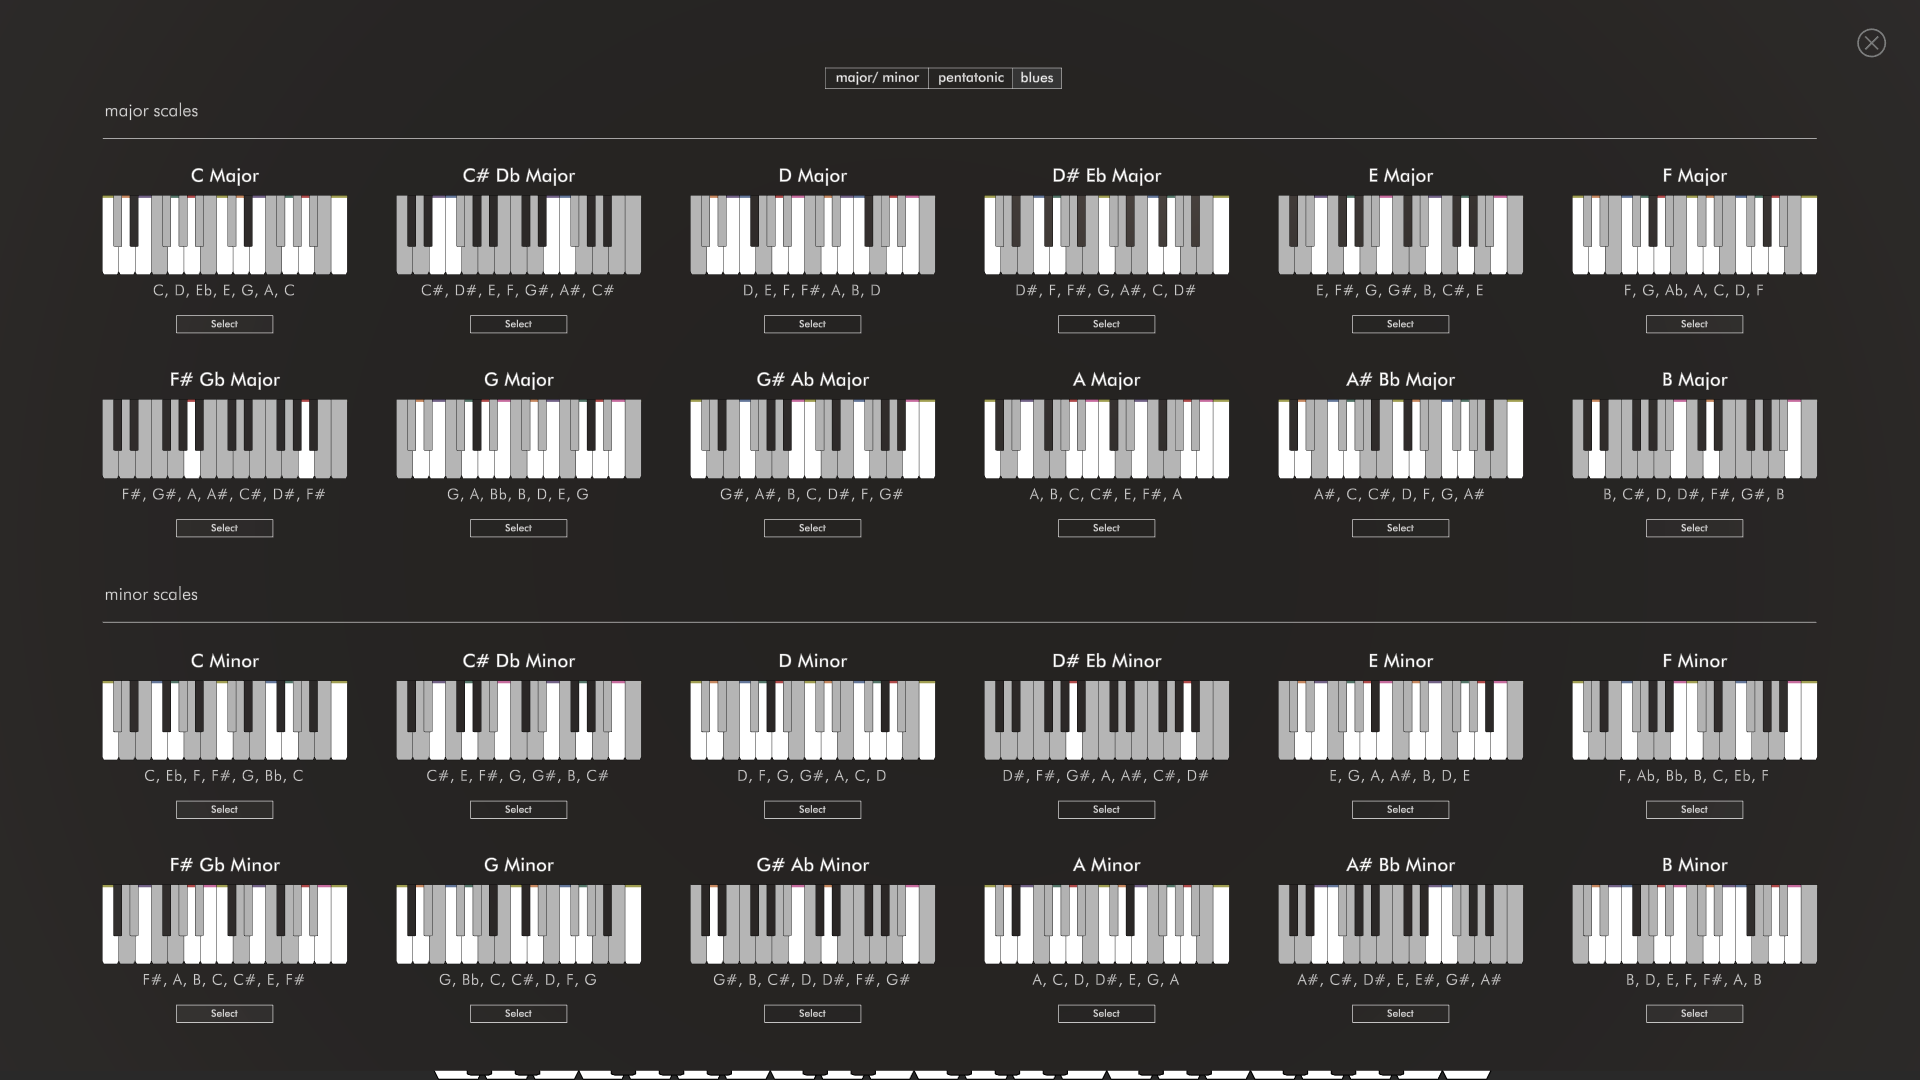 major/ minor pentatonic blues
major scales
C Major C# Db Major D Major D# Eb Major E Major F Major
C, D, Eb, E, G, A, C C#, D#, E, F, G#, A#, C# D, E, F, F#, A, B, D D#, F, F#, G, A#, C, D# E, F#, G, G#, B, C#, E F, G, Ab, A, C, D, F
Select Select Select Select Select Select
F# Gb Major G Major G# Ab Major A Major A# Bb Major B Major
F#, G#, A, A#, C#, D#, F# G, A, Bb, B, D, E, G G#, A#, B, C, D#, F, G# A, B, C, C#, E, F#, A A#, C, C#, D, F, G, A# B, C#, D, D#, F#, G#, B
Select Select Select Select Select Select
minor scales
C Minor C# Db Minor D Minor D# Eb Minor E Minor F Minor
C, Eb, F, F#, G, Bb, C C#, E, F#, G, G#, B, C# D, F, G, G#, A, C, D D#, F#, G#, A, A#, C#, D# E, G, A, A#, B, D, E F, Ab, Bb, B, C, Eb, F
Select Select Select Select Select Select
F# Gb Minor G Minor G# Ab Minor A Minor A# Bb Minor B Minor
F#, A, B, C, C#, E, F# G, Bb, C, C#, D, F, G G#, B, C#, D, D#, F#, G# A, C, D, D#, E, G, A A#, C#, D#, E, E#, G#, A# B, D, E, F, F#, A, B
Select Select Select Select Select Select